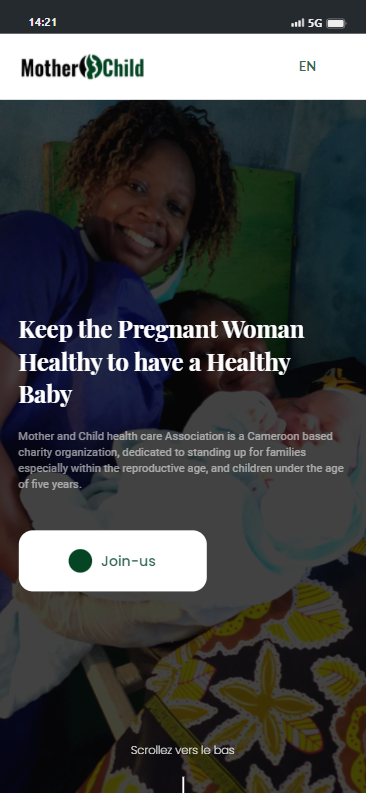 14:21
5G
Mother Child
EN
Keep the Pregnant Woman
Healthy to have a Healthy
Baby
Mother and Child health care Association is a Cameroon based
charity organization, dedicated to standing up for families
especially within the reproductive age, and children under the age
of five years.
Join-us
Scrollez vers le bas